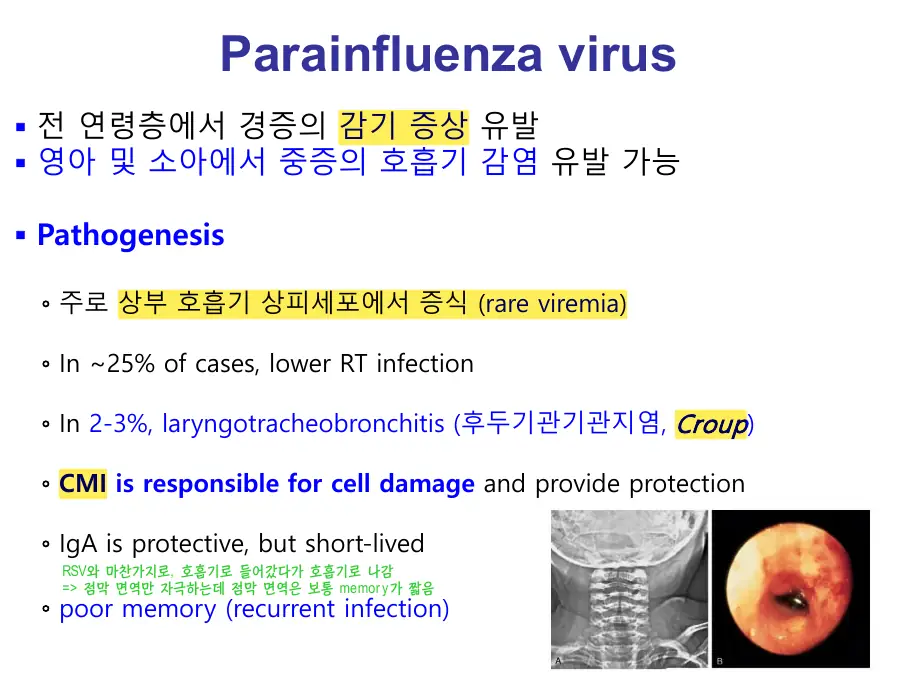 Parainfluenza virus
▪ 전 연령층에서 경증의 감기 증상 유발
▪ 영아 및 소아에서 중증의 호흡기 감염 유발 가능
▪ Pathogenesis
∘ 주로 상부 호흡기 상피세포에서 증식 (rare viremia)
∘ In ~25% of cases, lower RT infection
∘ In 2-3%, laryngotracheobronchitis (후두기관기관지염, Croup)
∘ CMI is responsible for cell damage and provide protection
∘ IgA is protective, but short-lived
RSV와 마찬가지로, 호흡기로 들어갔다가 호흡기로 나감
=> 점막 면역만 자극하는데 점막 면역은 보통 memory가 짧음
∘ poor memory (recurrent infection)
A
B